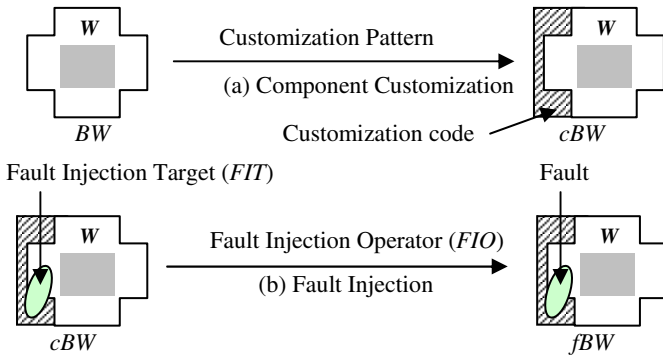 W
Customization Pattern
W
(a) Component Customization
BW
Customization code
cBW
Fault Injection Target (FIT)
Fault
W
Fault Injection Operator (FIO)
W
(b) Fault Injection
cBW
fBW